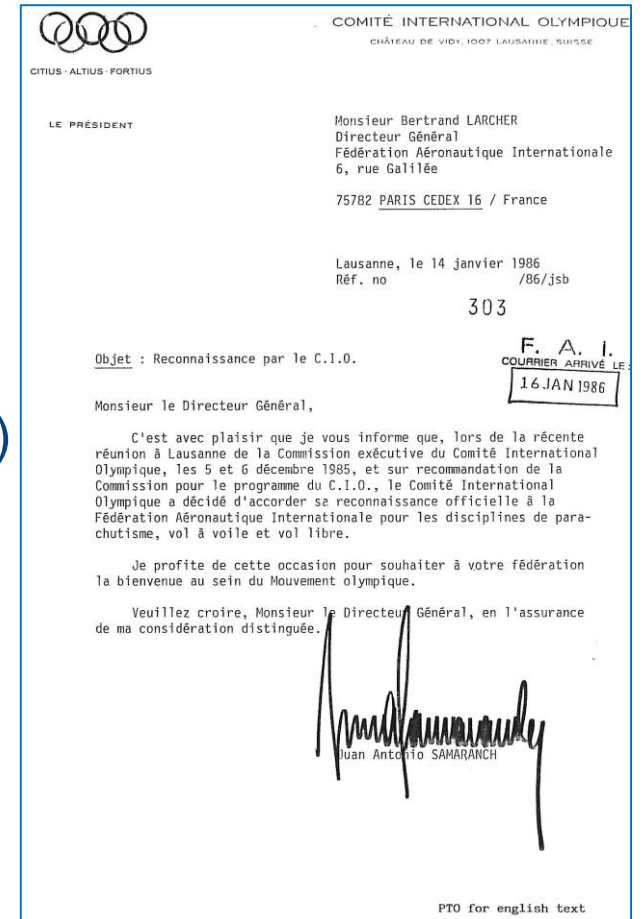 COMITÉ INTERNATIONAL OLYMPIQUE
CHÂTEAU DE VIDY, 1007 LAUSANNE, SUISSE
CITIUS · ALTIUS · FORTIUS
LE PRÉSIDENT
Monsieur Bertrand LARCHER
Directeur Général
Fédération Aéronautique Internationale
6, rue Galilée
75782 PARIS CEDEX 16 / France
Lausanne, le 14 janvier 1986
Réf. no /86/jsb
303
F. A. I.
COURRIER ARRIVÉ LE:
16 JAN 1986
Objet : Reconnaissance par le C.I.O.
Monsieur le Directeur Général,
C'est avec plaisir que je vous informe que, lors de la récente
réunion à Lausanne de la Commission exécutive du Comité International
Olympique, les 5 et 6 décembre 1985, et sur recommandation de la
Commission pour le programme du C.I.O., le Comité International
Olympique a décidé d'accorder sa reconnaissance officielle à la
Fédération Aéronautique Internationale pour les disciplines de para-
chutisme, vol à voile et vol libre.
Je profite de cette occasion pour souhaiter à votre fédération
la bienvenue au sein du Mouvement olympique.
Veuillez croire, Monsieur le Directeur Général, en l'assurance
de ma considération distinguée.
Juan Antonio SAMARANCH
PTO for english text
)